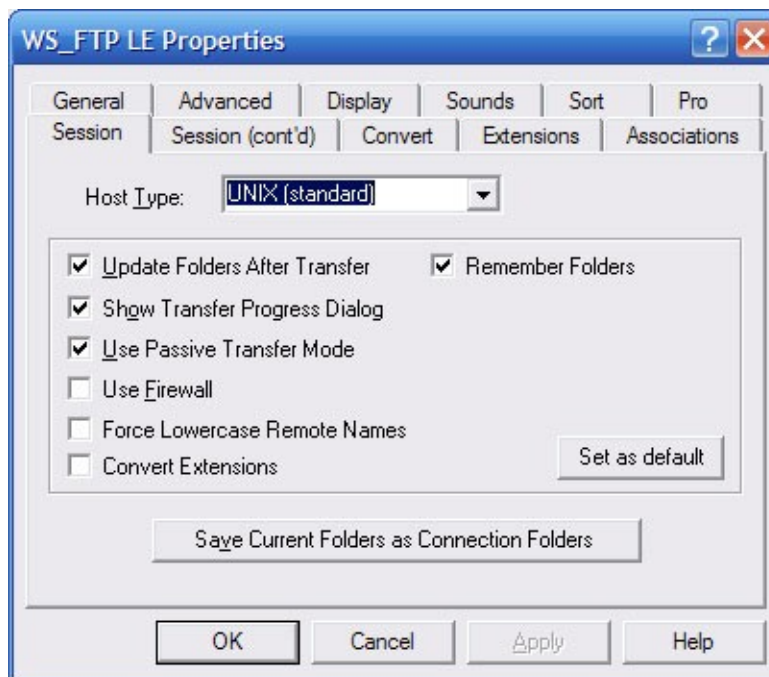 WS_FTP LE Properties
General Advanced Display Sounds Sort Pro
Session Session (cont'd) Convert Extensions Associations
Host Type: UNIX (standard)
Update Folders After Transfer Remember Folders
Show Transfer Progress Dialog
Use Passive Transfer Mode
Use Firewall
Force Lowercase Remote Names
Convert Extensions
Set as default
Save Current Folders as Connection Folders
OK Cancel Apply Help